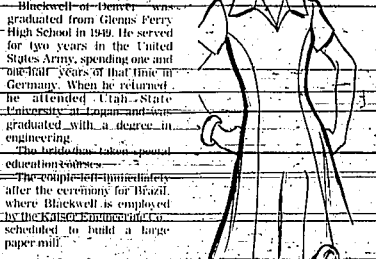 Blackwell of Denver was
graduated from Glenns Ferry
High School in 1949. He served
for two years in the United
States Army, spending one and
one-half years of that time in
Germany. When he returned
he attended Utah State
University at Logan and was
graduated with a degree in
engineering.
The bride has taken special
education courses.
The couple left immediately
after the ceremony for Brazil,
where Blackwell is employed
by the Kaiser Engineering Co.
scheduled to build a large
paper mill.